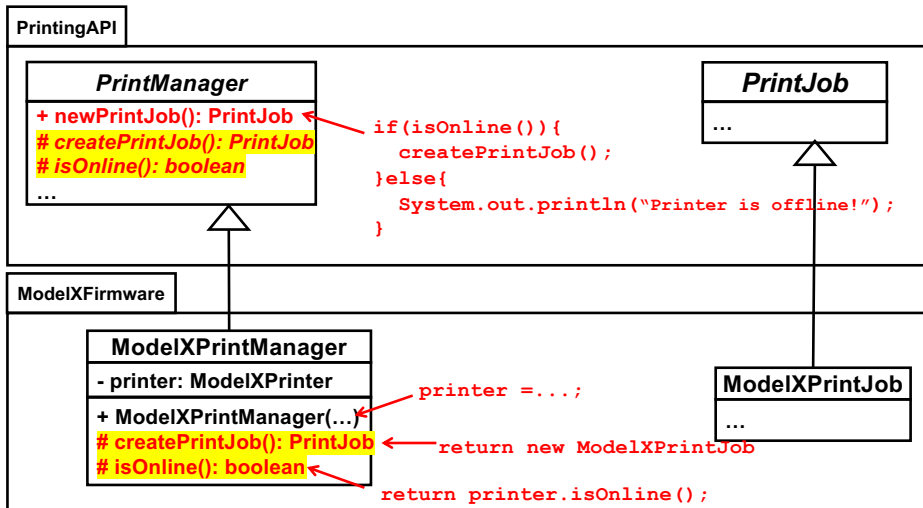 PrintingAPI
PrintManager
+ newPrintJob(): PrintJob
# createPrintJob(): PrintJob
# isOnline(): boolean
...
if(isOnline()){
createPrintJob();
}else{
System.out.println(“Printer is offline!”);
}
PrintJob
...
ModelXFirmware
ModelXPrintManager
- printer: ModelXPrinter
+ ModelXPrintManager(...)
# createPrintJob(): PrintJob
# isOnline(): boolean
printer =...;
return new ModelXPrintJob
return printer.isOnline();
ModelXPrintJob
...